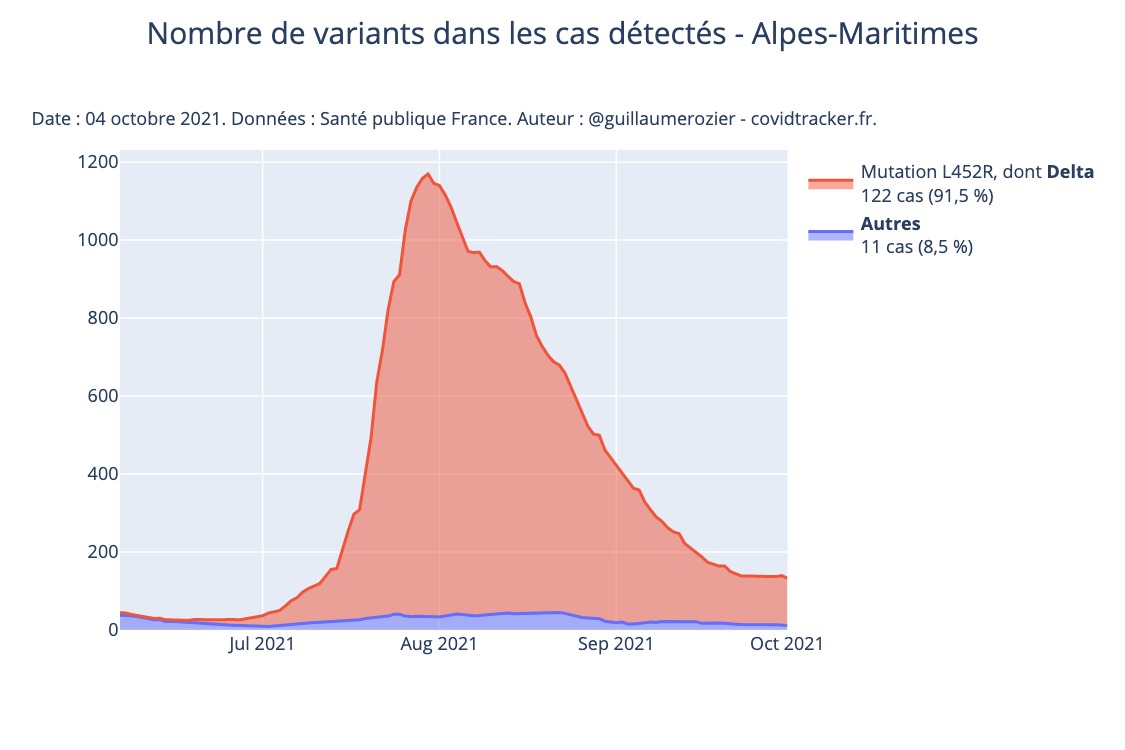 Nombre de variants dans les cas détectés - Alpes-Maritimes
Date : 04 octobre 2021. Données : Santé publique France. Auteur : @guillaumerozier - covidtracker.fr.
1200
1000
800
600
400
200
0
Jul 2021
Aug 2021
Sep 2021
Oct 2021
Mutation L452R, dont Delta
122 cas (91,5 %)
Autres
11 cas (8,5 %)